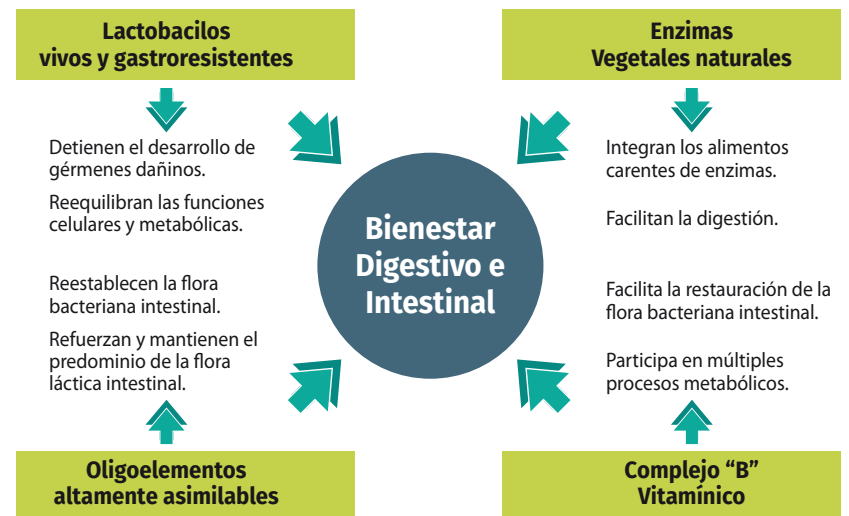 Lactobacilos
vivos y gastroresistentes
Detienen el desarrollo de
gérmenes dañinos.
Reequilibran las funciones
celulares y metabólicas.
Reestablecen la flora
bacteriana intestinal.
Refuerzan y mantienen el
predominio de la flora
láctica intestinal.
Oligoelementos
altamente asimilables
Bienestar
Digestivo e
Intestinal
Enzimas
Vegetales naturales
Integran los alimentos
carentes de enzimas.
Facilitan la digestión.
Facilita la restauración de la
flora bacteriana intestinal.
Participa en múltiples
procesos metabólicos.
Complejo “B”
Vitamínico